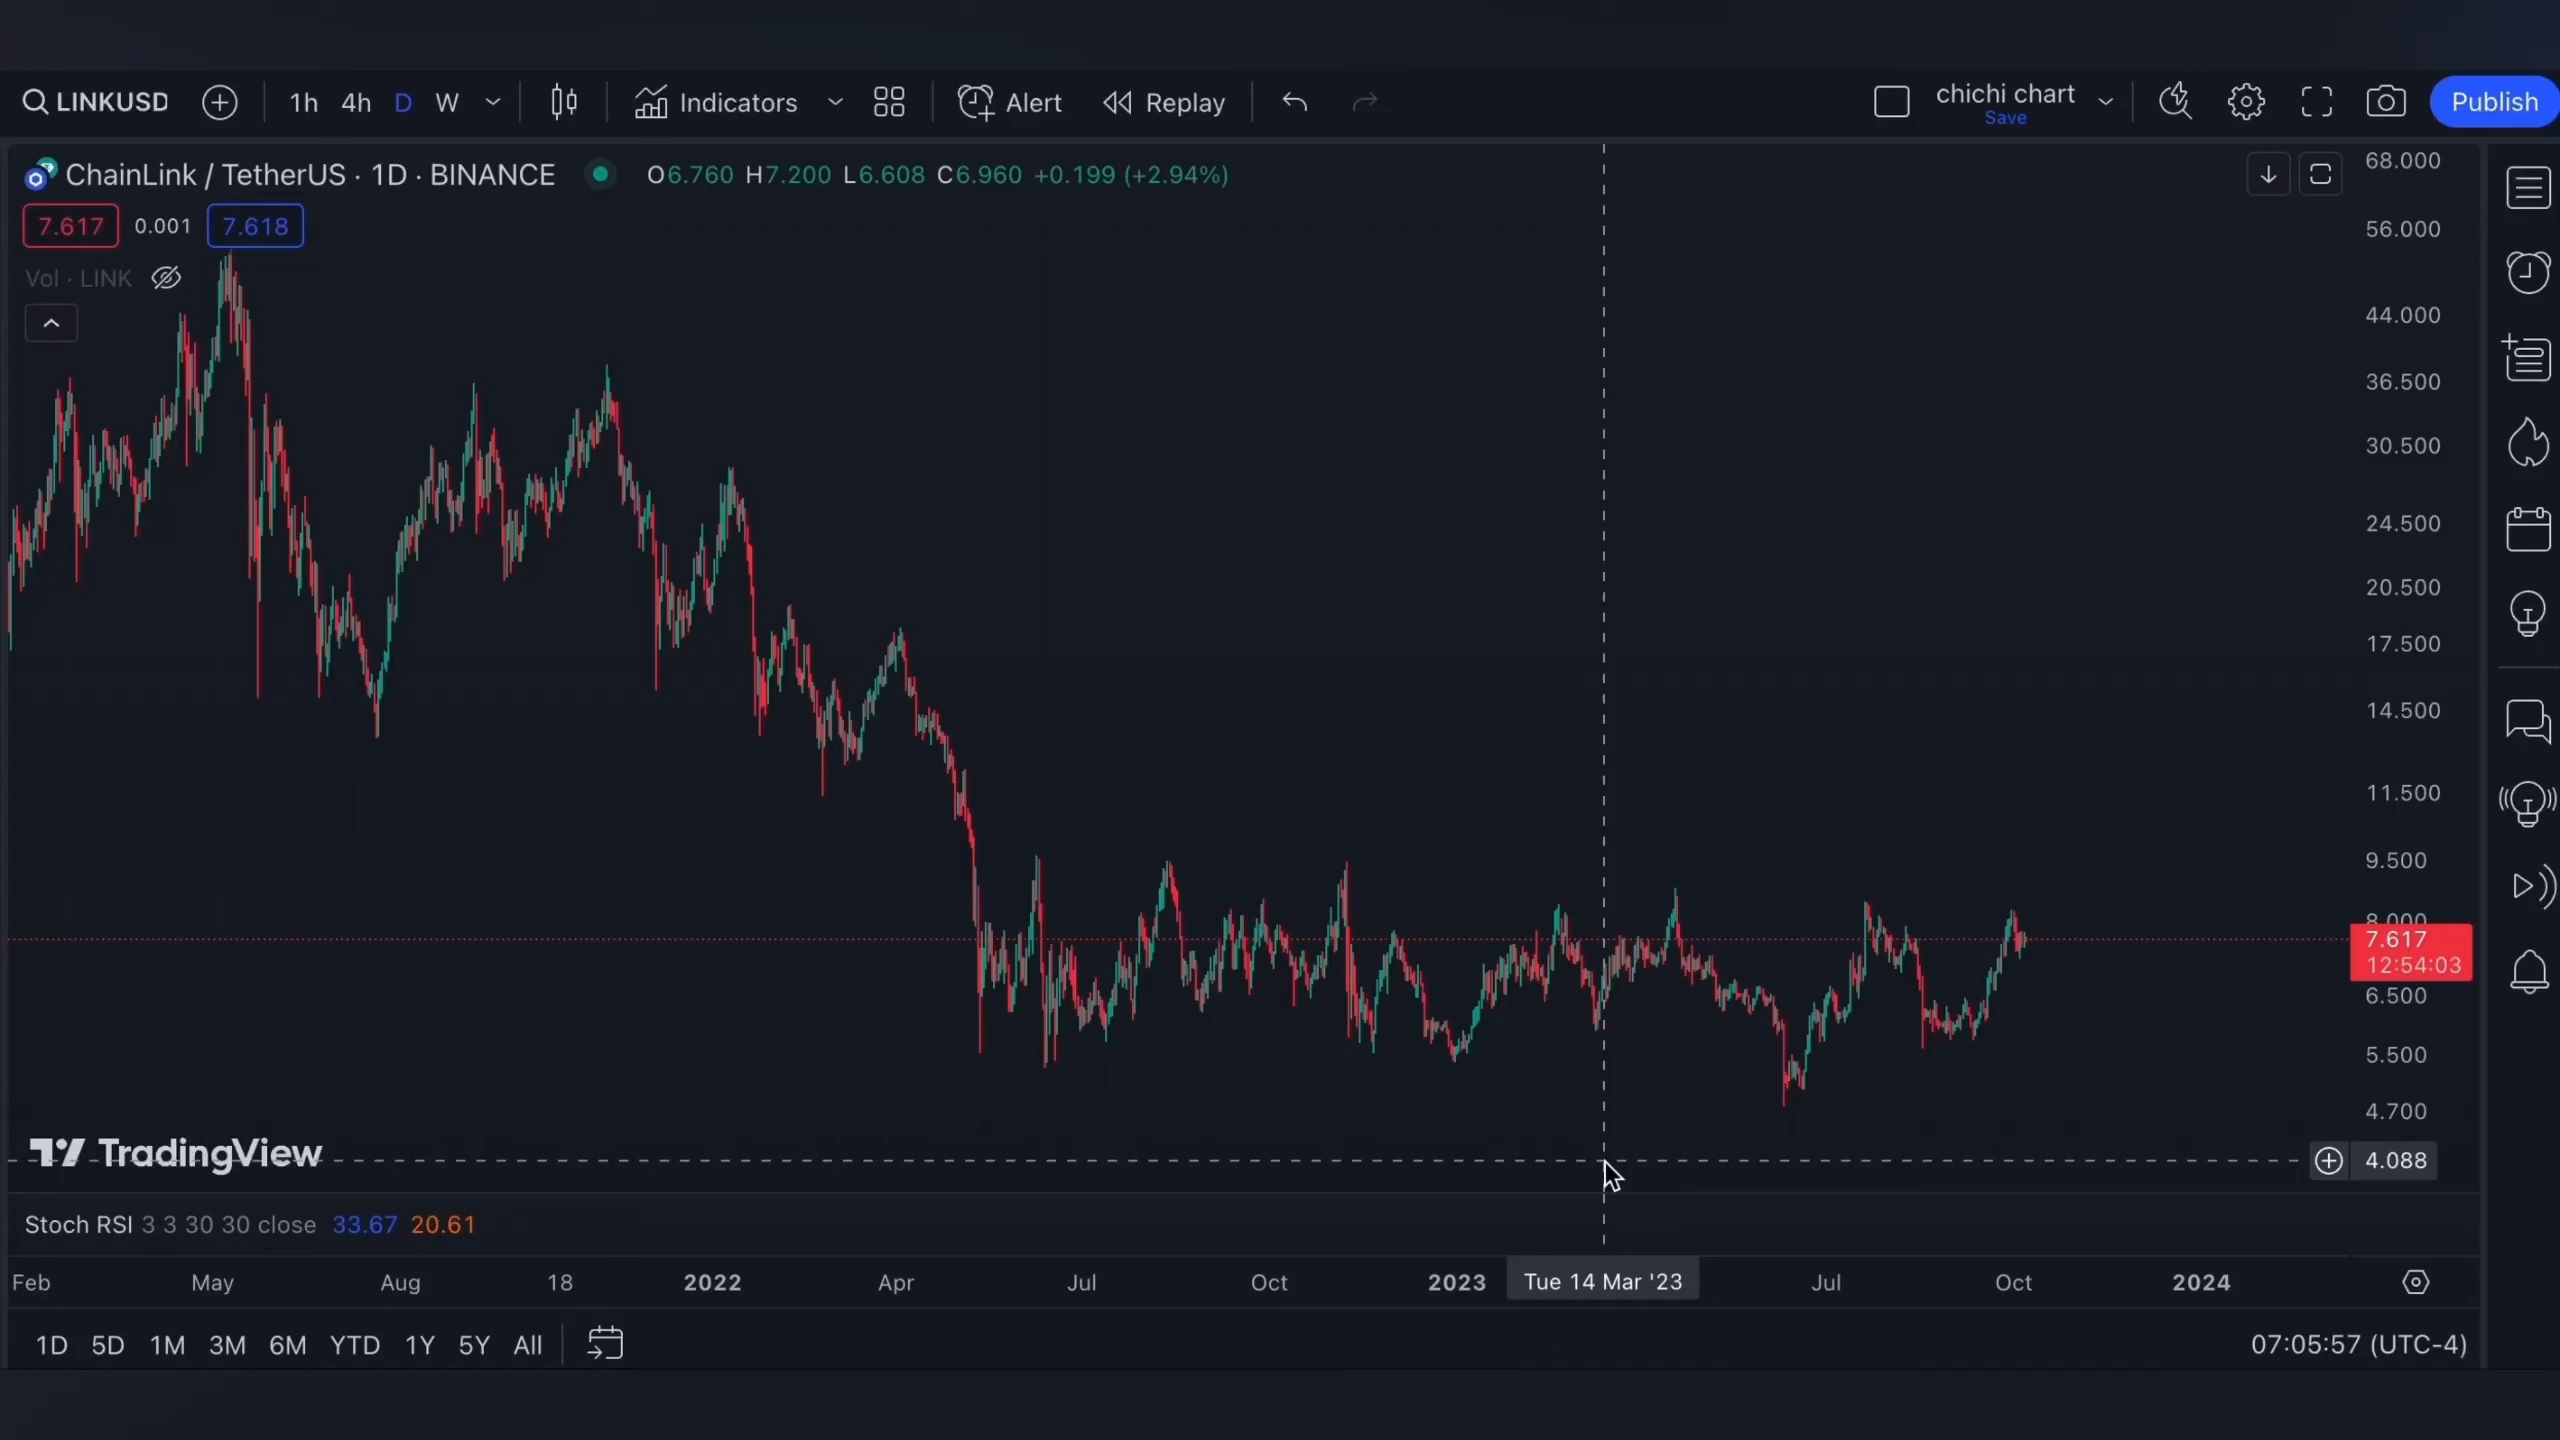 LINKUSD 1h 4h D W Indicators Alert Replay chichi chart Save Publish
ChainLink / TetherUS · 1D · BINANCE O6.760 H7.200 L6.608 C6.960 +0.199 (+2.94%)
7.617 0.001 7.618
Vol · LINK
68.000
56.000
44.000
36.500
30.500
24.500
20.500
17.500
14.500
11.500
9.500
8.000
7.617
12:54:03
6.500
5.500
4.700
4.088
TradingView
Stoch RSI 3 3 30 30 close 33.67 20.61
Feb May Aug 18 2022 Apr Jul Oct 2023 Tue 14 Mar '23 Jul Oct 2024
1D 5D 1M 3M 6M YTD 1Y 5Y All 07:05:57 (UTC-4)